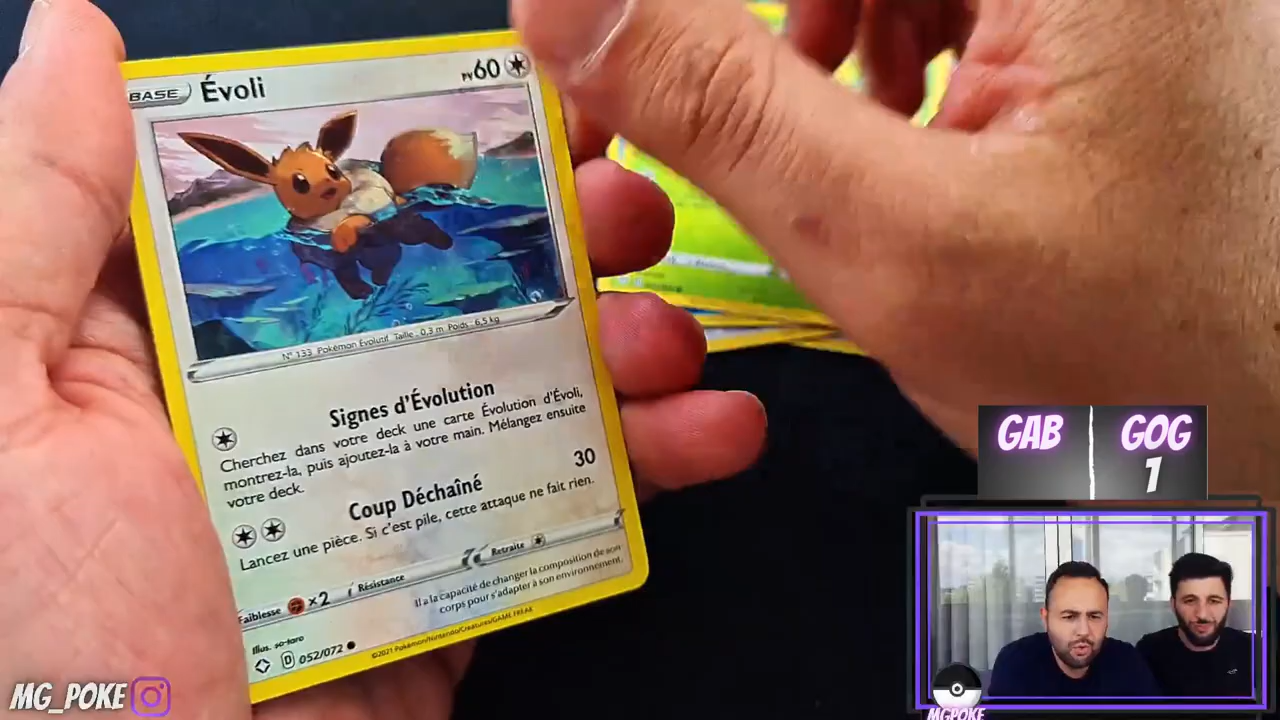 BASE Évoli PV60
N° 133 Pokémon Évolutif Taille : 0,3 m Poids : 6,5 kg
Signes d'Évolution
Cherchez dans votre deck une carte Évolution d'Évoli,
montrez-la, puis ajoutez-la à votre main. Mélangez ensuite
votre deck.
Coup Déchaîné 30
Lancez une pièce. Si c'est pile, cette attaque ne fait rien.
Faiblesse ×2 Résistance Retraite
Il a la capacité de changer la composition de son
corps pour s'adapter à son environnement.
Illus. so-taro
D 052/072
©2021 Pokémon/Nintendo/Creatures/GAME FREAK
GAB GOG
1
MG_POKE
MGPOKE